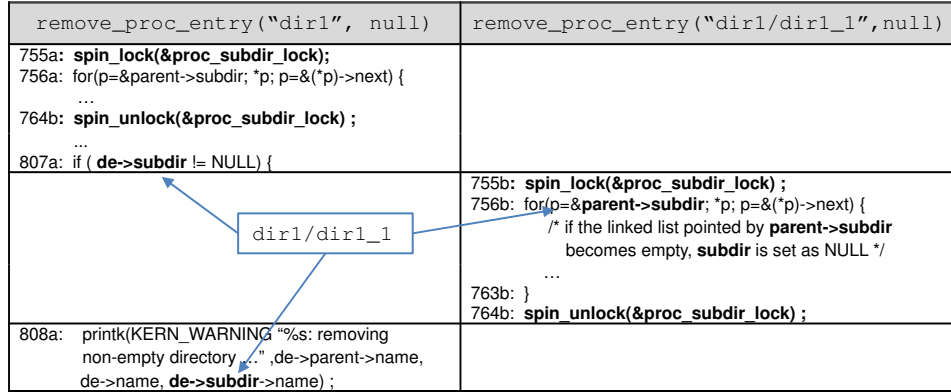 remove_proc_entry(“dir1”, null)
remove_proc_entry(“dir1/dir1_1”,null)
755a: spin_lock(&proc_subdir_lock);
756a: for(p=&parent->subdir; *p; p=&(*p)->next) {
…
764b: spin_unlock(&proc_subdir_lock) ;
...
807a: if ( de->subdir != NULL) {
755b: spin_lock(&proc_subdir_lock) ;
756b: for(p=&parent->subdir; *p; p=&(*p)->next) {
/* if the linked list pointed by parent->subdir
becomes empty, subdir is set as NULL */
…
763b: }
764b: spin_unlock(&proc_subdir_lock) ;
dir1/dir1_1
808a: printk(KERN_WARNING “%s: removing
non-empty directory …” ,de->parent->name,
de->name, de->subdir->name) ;